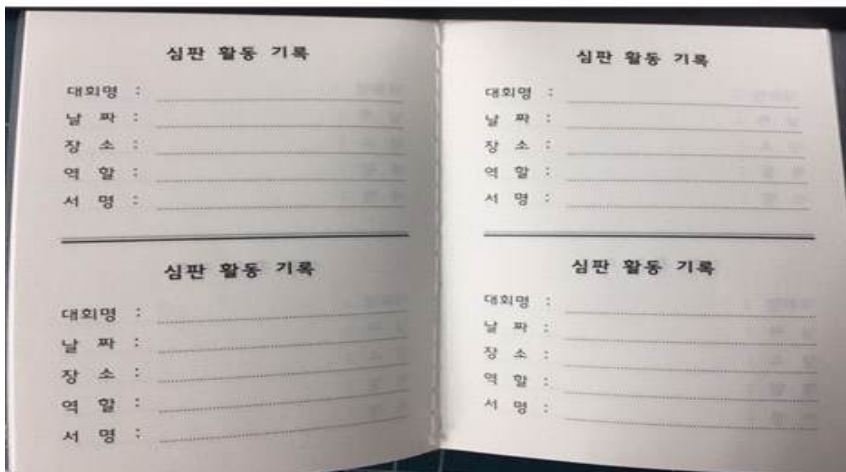 심판 활동 기록
대회명 :
날 짜 :
장 소 :
역 할 :
서 명 :
심판 활동 기록
대회명 :
날 짜 :
장 소 :
역 할 :
서 명 :
심판 활동 기록
대회명 :
날 짜 :
장 소 :
역 할 :
서 명 :
심판 활동 기록
대회명 :
날 짜 :
장 소 :
역 할 :
서 명 :